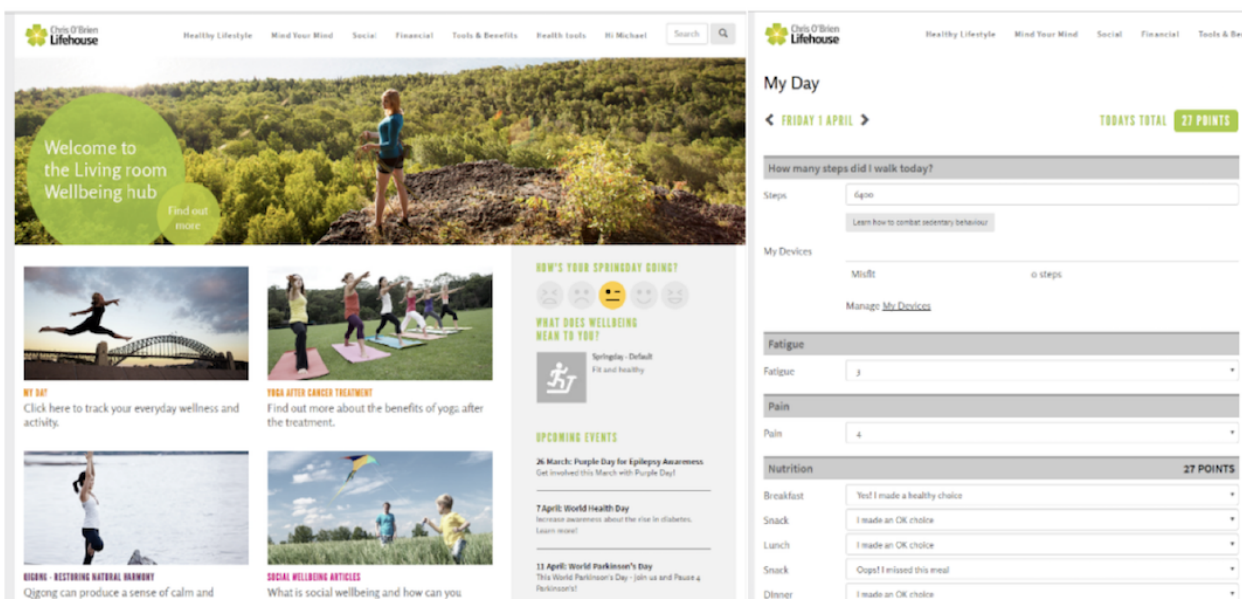 Chris O'Brien
Lifehouse
Healthy Lifestyle Mind Your Mind Social Financial Tools & Benefits Health tools Hi Michael Search
Welcome to
the Living room
Wellbeing hub
Find out
more
MY DAY
Click here to track your everyday wellness and
activity.
YOGA AFTER CANCER TREATMENT
Find out more about the benefits of yoga after
the treatment.
QIGONG - RESTORING NATURAL HARMONY
Qigong can produce a sense of calm and
SOCIAL WELLBEING ARTICLES
What is social wellbeing and how can you
HOW'S YOUR SPRINGDAY GOING?
WHAT DOES WELLBEING
MEAN TO YOU?
Springday - Default
Fit and healthy
UPCOMING EVENTS
26 March: Purple Day for Epilepsy Awareness
Get involved this March with Purple Day!
7 April: World Health Day
Increase awareness about the rise in diabetes.
Learn more!
11 April: World Parkinson's Day
This World Parkinson's Day - join us and Pause 4
Parkinson's!
Chris O'Brien
Lifehouse
Healthy Lifestyle Mind Your Mind Social Financial Tools & Be
My Day
FRIDAY 1 APRIL
TODAYS TOTAL 27 POINTS
How many steps did I walk today?
Steps 6400
Learn how to combat sedentary behaviour
My Devices
Misfit 0 steps
Manage My Devices
Fatigue
Fatigue 3
Pain
Pain 4
Nutrition 27 POINTS
Breakfast Yes! I made a healthy choice
Snack I made an OK choice
Lunch I made an OK choice
Snack Oops! I missed this meal
Dinner I made an OK choice